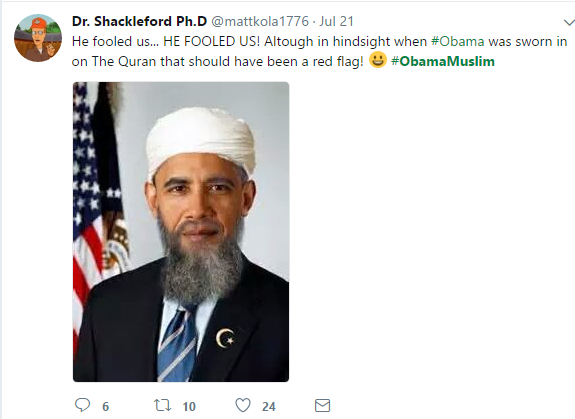 Dr. Shackleford Ph.D @mattkola1776 · Jul 21
He fooled us... HE FOOLED US! Altough in hindsight when #Obama was sworn in
on The Quran that should have been a red flag! 😀 #ObamaMuslim
6 10 24